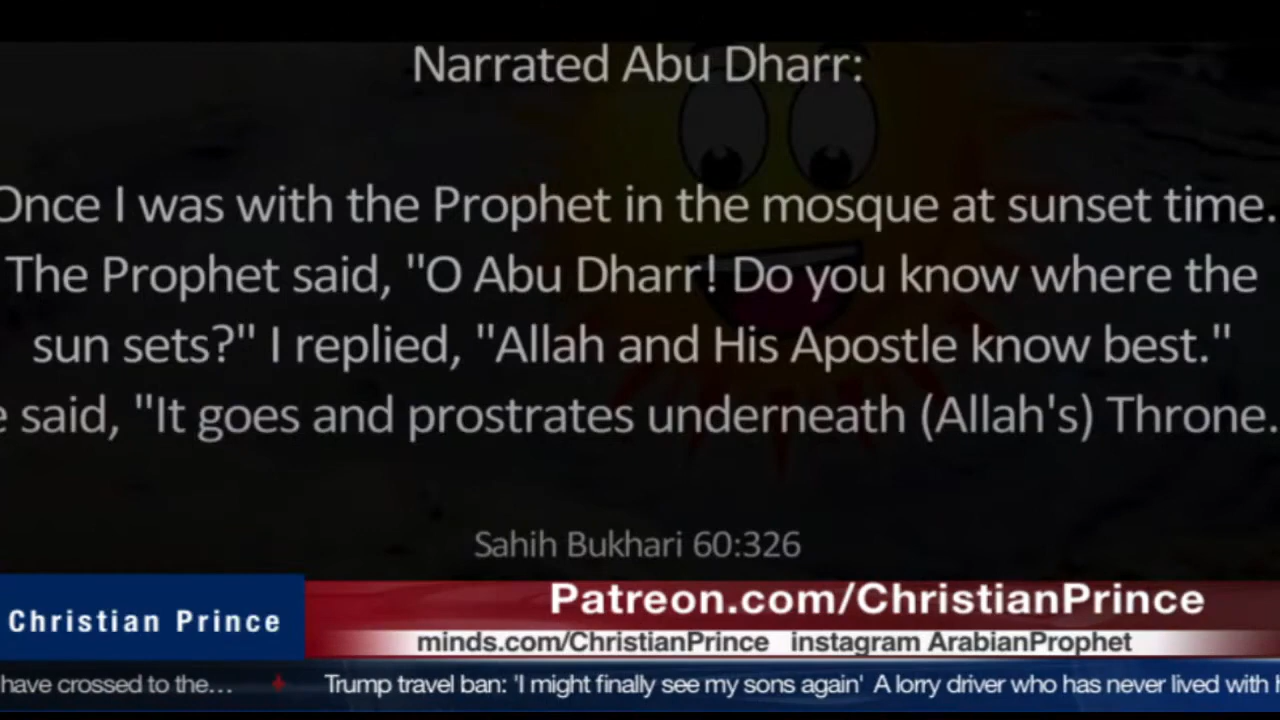 Narrated Abu Dharr:
Once I was with the Prophet in the mosque at sunset time.
The Prophet said, "O Abu Dharr! Do you know where the
sun sets?" I replied, "Allah and His Apostle know best."
e said, "It goes and prostrates underneath (Allah's) Throne.
Sahih Bukhari 60:326
Christian Prince
Patreon.com/ChristianPrince
minds.com/ChristianPrince instagram ArabianProphet
have crossed to the... Trump travel ban: 'I might finally see my sons again' A lorry driver who has never lived with